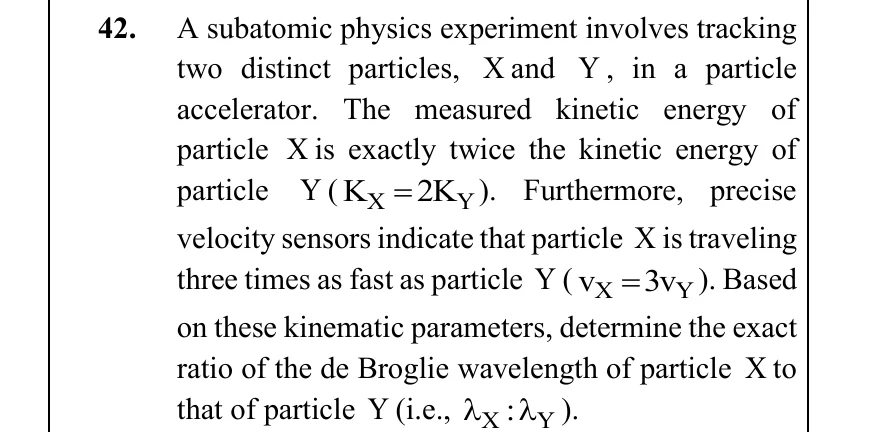 42. A subatomic physics experiment involves tracking
two distinct particles, X and Y, in a particle
accelerator. The measured kinetic energy of
particle X is exactly twice the kinetic energy of
particle Y (K_X = 2K_Y). Furthermore, precise
velocity sensors indicate that particle X is traveling
three times as fast as particle Y (v_X = 3v_Y). Based
on these kinematic parameters, determine the exact
ratio of the de Broglie wavelength of particle X to
that of particle Y (i.e., λ_X : λ_Y).